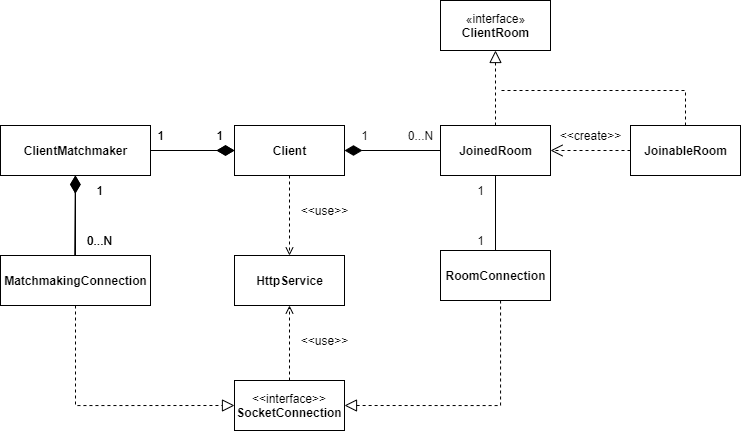 «interface»
ClientRoom
ClientMatchmaker
1
1
Client
1
0...N
JoinedRoom
<<create>>
JoinableRoom
1
<<use>>
1
0...N
1
MatchmakingConnection
HttpService
RoomConnection
<<use>>
<<interface>>
SocketConnection